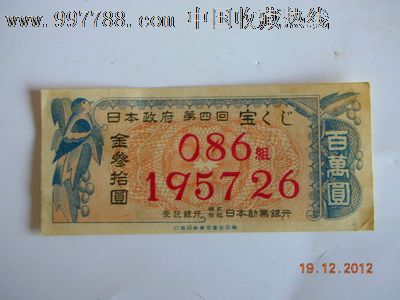 www.997788.com 中国收藏热线
日本政府 第四回 宝くじ
金參拾圓
086組
195726
百萬圓
受託銀行 株式会社 日本勧業銀行
19.12.2012